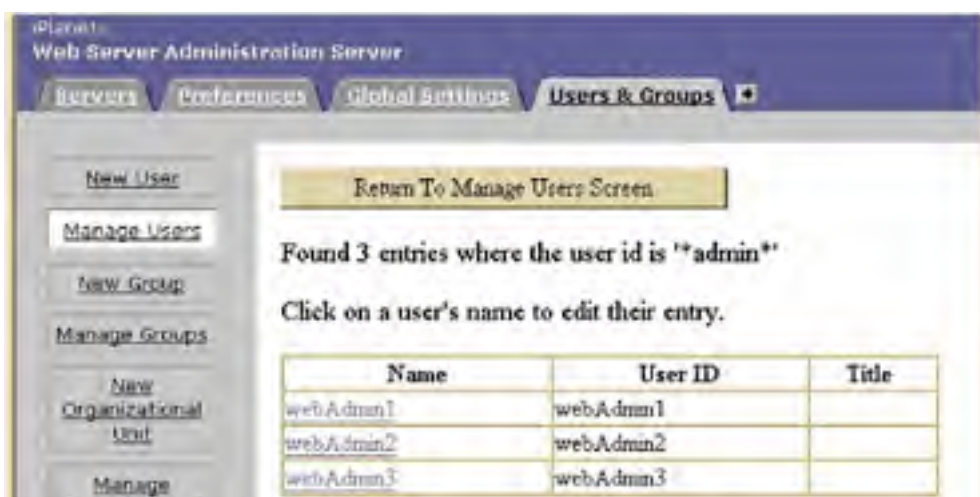 iPlanet
Web Server Administration Server
Servers Preferences Global Settings Users & Groups
New User
Manage Users
New Group
Manage Groups
New
Organizational
Unit
Manage
Return To Manage Users Screen
Found 3 entries where the user id is '*admin*'
Click on a user's name to edit their entry.
Name User ID Title
webAdmin1 webAdmin1
webAdmin2 webAdmin2
webAdmin3 webAdmin3